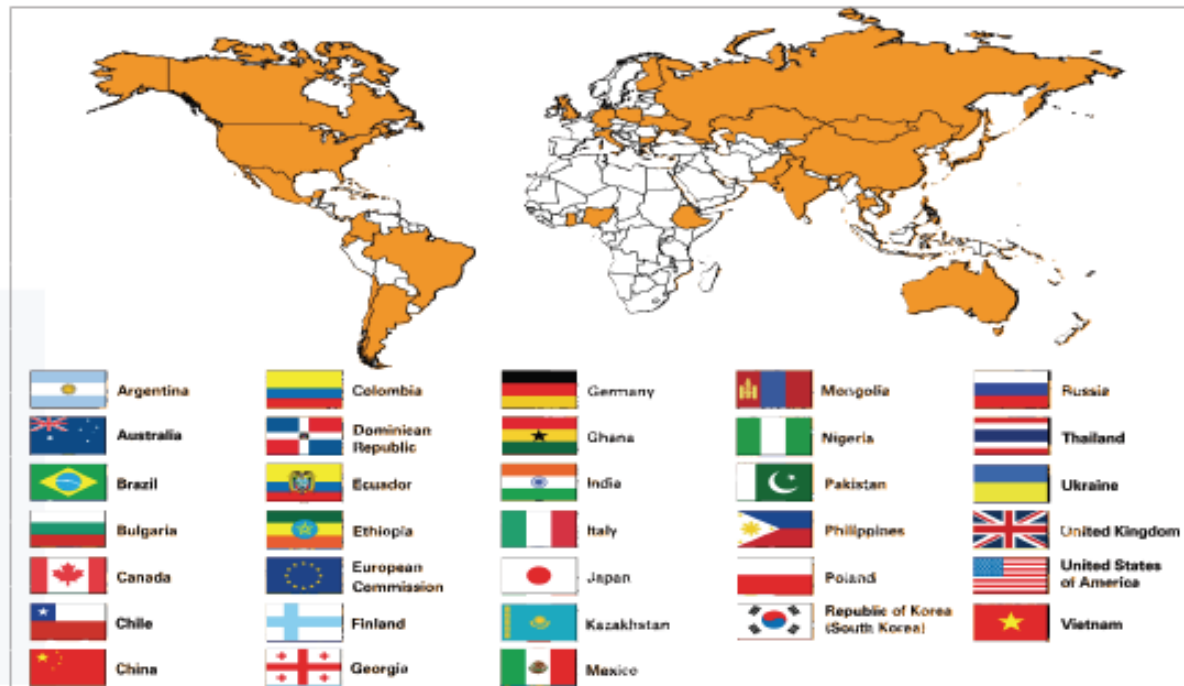 Argentina
Australia
Brazil
Bulgaria
Canada
Chile
China
Colombia
Dominican
Republic
Ecuador
Ethiopia
European
Commission
Finland
Georgia
Germany
Ghana
India
Italy
Japan
Kazakhstan
Mexico
Mongolia
Nigeria
Pakistan
Philippines
Poland
Republic of Korea
(South Korea)
Russia
Thailand
Ukraine
United Kingdom
United States
of America
Vietnam